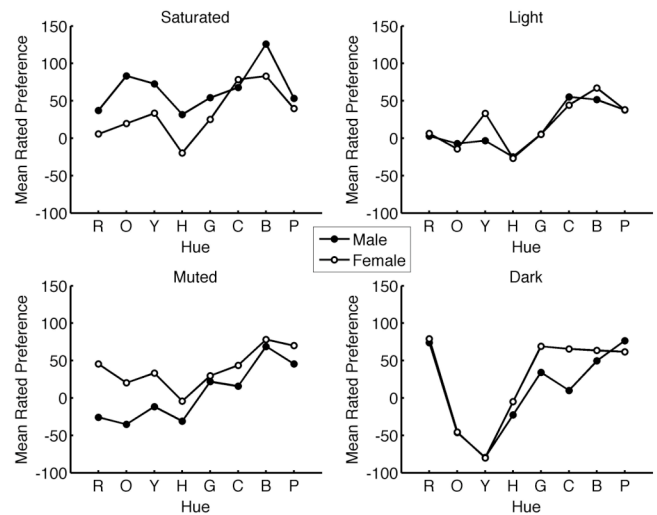 Saturated
Mean Rated Preference
150
100
50
0
-50
-100
R O Y H G C B P
Hue
Light
Mean Rated Preference
150
100
50
0
-50
-100
R O Y H G C B P
Hue
Male
Female
Muted
Mean Rated Preference
150
100
50
0
-50
-100
R O Y H G C B P
Hue
Dark
Mean Rated Preference
150
100
50
0
-50
-100
R O Y H G C B P
Hue